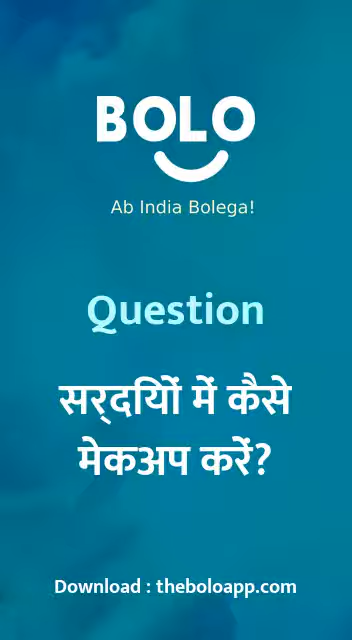 BOLO
Ab India Bolega!
Question
सर्दियों में कैसे
मेकअप करें?
Download : theboloapp.com